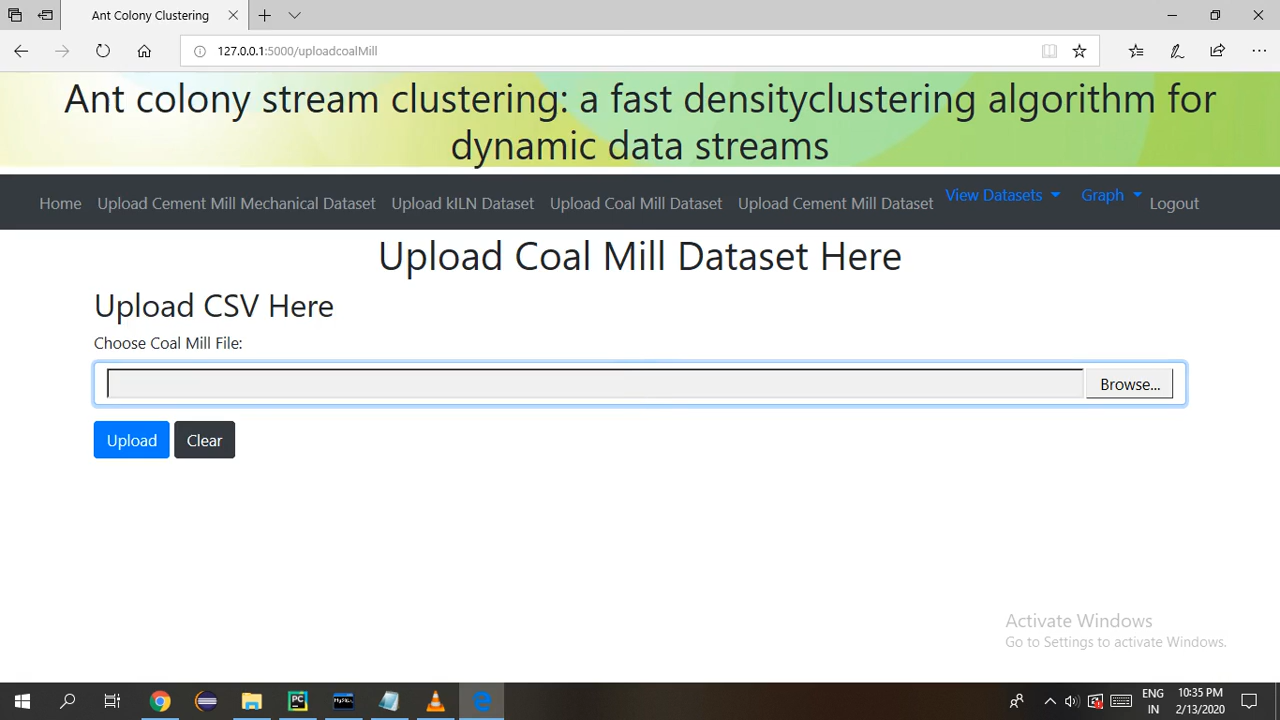 Ant Colony Clustering
127.0.0.1:5000/uploadcoalMill
Ant colony stream clustering: a fast densityclustering algorithm for
dynamic data streams
Home Upload Cement Mill Mechanical Dataset Upload kILN Dataset Upload Coal Mill Dataset Upload Cement Mill Dataset View Datasets Graph Logout
Upload Coal Mill Dataset Here
Upload CSV Here
Choose Coal Mill File:
Browse...
Upload Clear
Activate Windows
Go to Settings to activate Windows.
PC MySQL ENG 10:35 PM
IN 2/13/2020